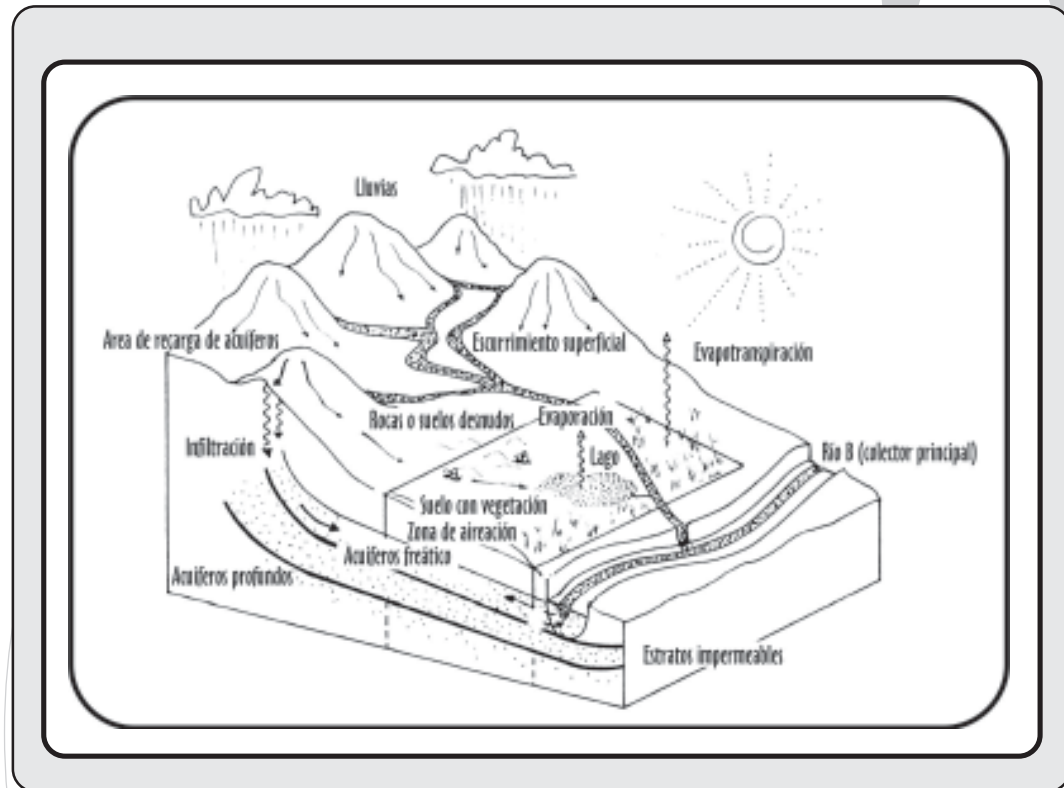 Lluvias
Area de recarga de acuíferos
Escurrimiento superficial
Evapotranspiración
Rocas o suelos desnudos
Evaporación
Infiltración
Lago
Río B (colector principal)
Suelo con vegetación
Zona de aireación
Acuíferos freático
Acuíferos profundos
Estratos impermeables